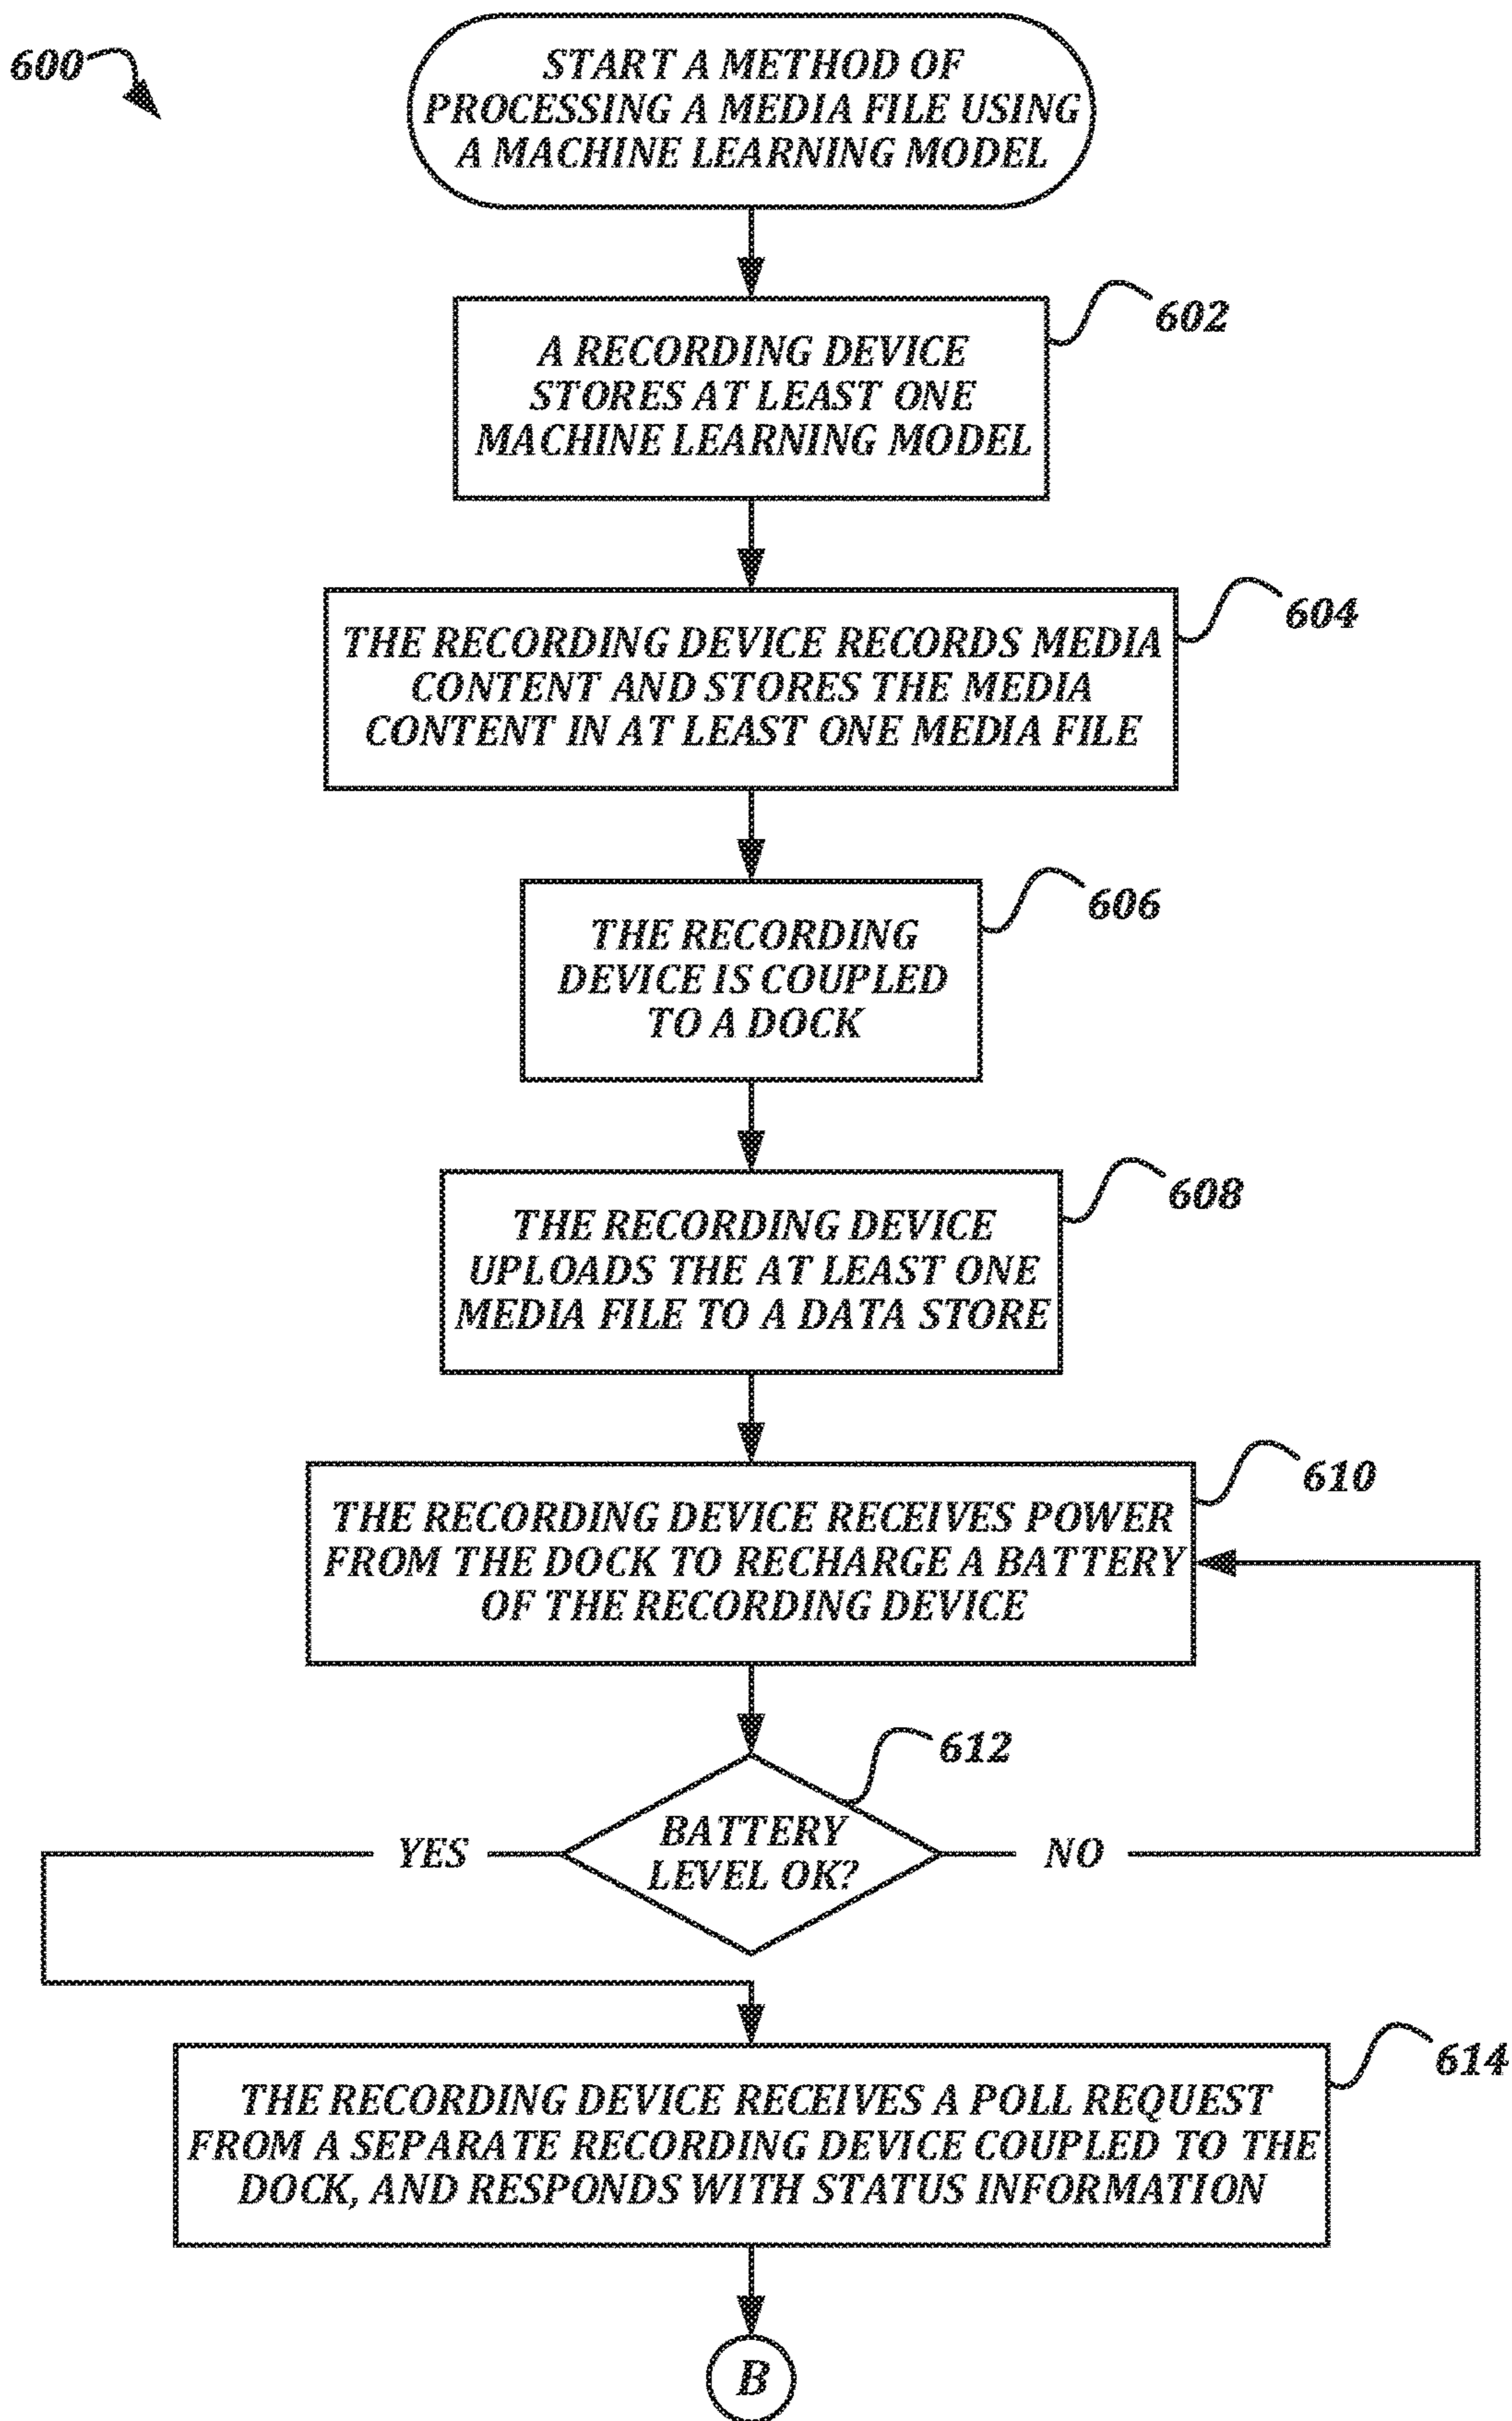 600
START A METHOD OF
PROCESSING A MEDIA FILE USING
A MACHINE LEARNING MODEL
602
A RECORDING DEVICE
STORES AT LEAST ONE
MACHINE LEARNING MODEL
604
THE RECORDING DEVICE RECORDS MEDIA
CONTENT AND STORES THE MEDIA
CONTENT IN AT LEAST ONE MEDIA FILE
606
THE RECORDING
DEVICE IS COUPLED
TO A DOCK
608
THE RECORDING DEVICE
UPLOADS THE AT LEAST ONE
MEDIA FILE TO A DATA STORE
610
THE RECORDING DEVICE RECEIVES POWER
FROM THE DOCK TO RECHARGE A BATTERY
OF THE RECORDING DEVICE
612
BATTERY
LEVEL OK?
YES
NO
614
THE RECORDING DEVICE RECEIVES A POLL REQUEST
FROM A SEPARATE RECORDING DEVICE COUPLED TO THE
DOCK, AND RESPONDS WITH STATUS INFORMATION
B